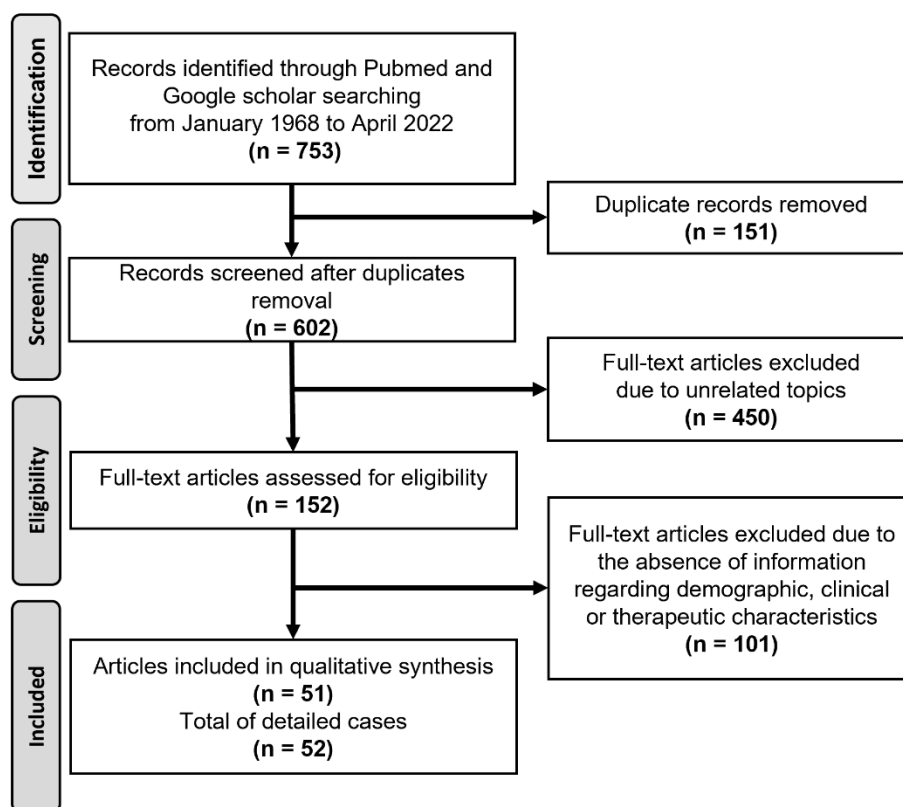 Identification
Records identified through Pubmed and
Google scholar searching
from January 1968 to April 2022
(n = 753)
Duplicate records removed
(n = 151)
Screening
Records screened after duplicates
removal
(n = 602)
Full-text articles excluded
due to unrelated topics
(n = 450)
Eligibility
Full-text articles assessed for eligibility
(n = 152)
Full-text articles excluded due to
the absence of information
regarding demographic, clinical
or therapeutic characteristics
(n = 101)
Included
Articles included in qualitative synthesis
(n = 51)
Total of detailed cases
(n = 52)